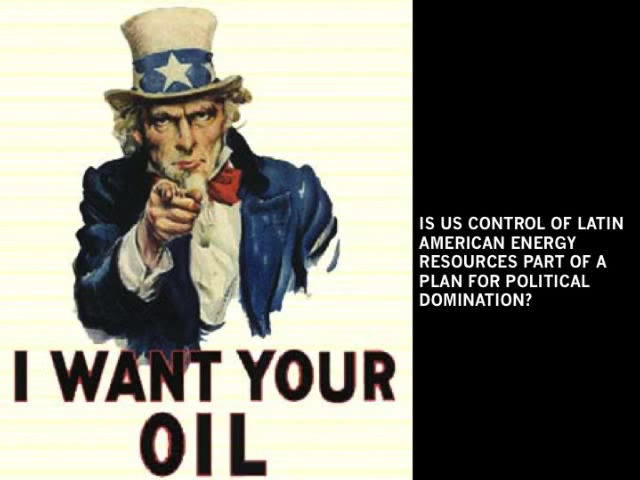 I WANT YOUR
OIL
IS US CONTROL OF LATIN
AMERICAN ENERGY
RESOURCES PART OF A
PLAN FOR POLITICAL
DOMINATION?